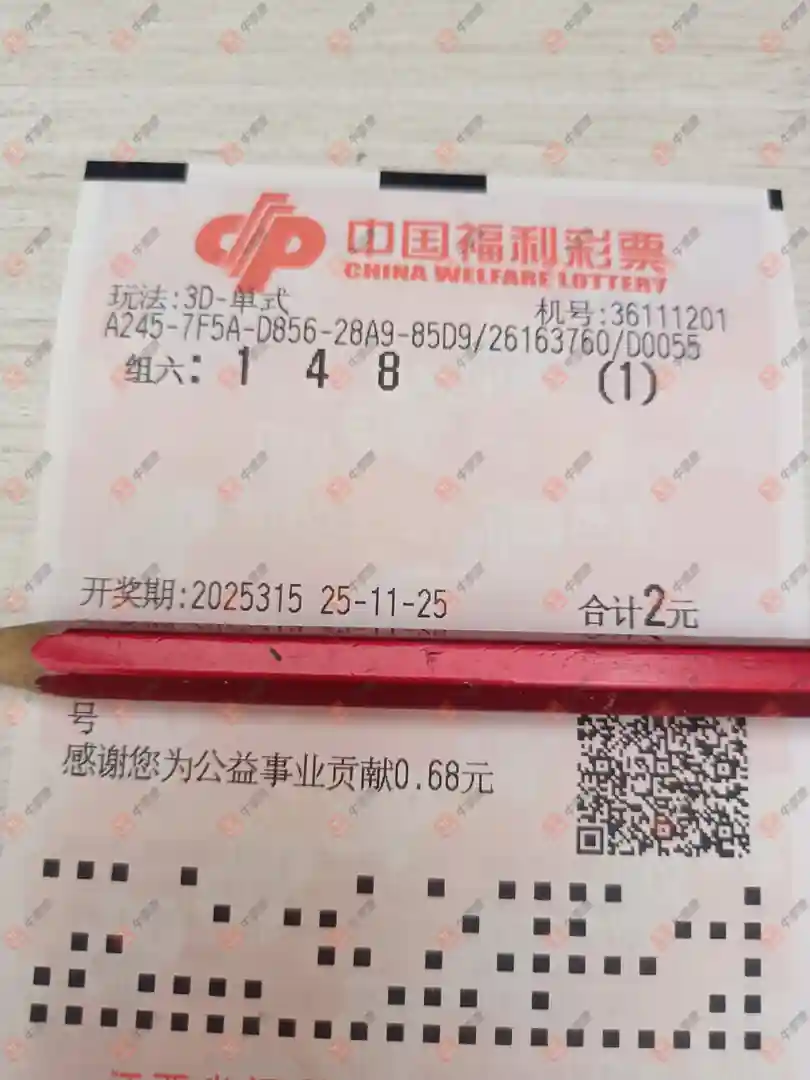 中国福利彩票
CHINA WELFARE LOTTERY
玩法:3D-单式
机号:36111201
A245-7F5A-D856-28A9-85D9/26163760/D0055
组六: 1 4 8 (1)
开奖期:2025315 25-11-25 合计2元
号
感谢您为公益事业贡献0.68元